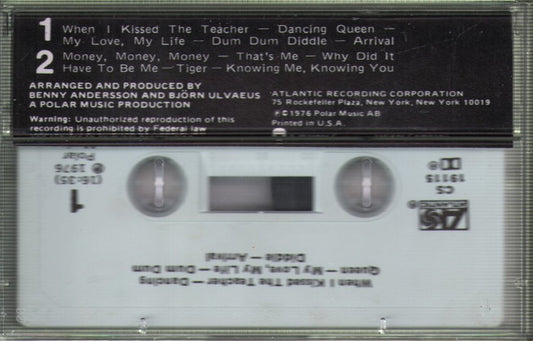 1 When I Kissed The Teacher — Dancing Queen —
My Love, My Life — Dum Dum Diddle — Arrival
2 Money, Money, Money — That's Me — Why Did It
Have To Be Me — Tiger — Knowing Me, Knowing You
ARRANGED AND PRODUCED BY
BENNY ANDERSSON AND BJÖRN ULVAEUS
A POLAR MUSIC PRODUCTION
Warning: Unauthorized reproduction of this
recording is prohibited by Federal law
ATLANTIC RECORDING CORPORATION
75 Rockefeller Plaza, New York, New York 10019
℗©1976 Polar Music AB
Printed in U.S.A.
When I Kissed The Teacher — Dancing
Queen — My Love, My Life — Dum Dum
Diddle — Arrival
ATLANTIC®
CS
19115
1
(16:35)
℗ 1976
Polar